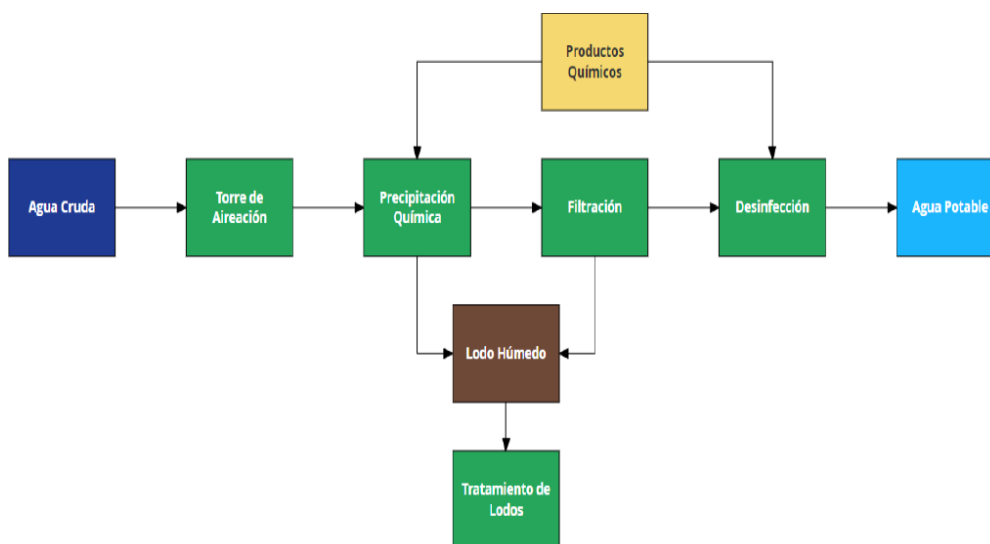 Productos
Químicos
Agua Cruda
Torre de
Aireación
Precipitación
Química
Filtración
Desinfección
Agua Potable
Lodo Húmedo
Tratamiento de
Lodos